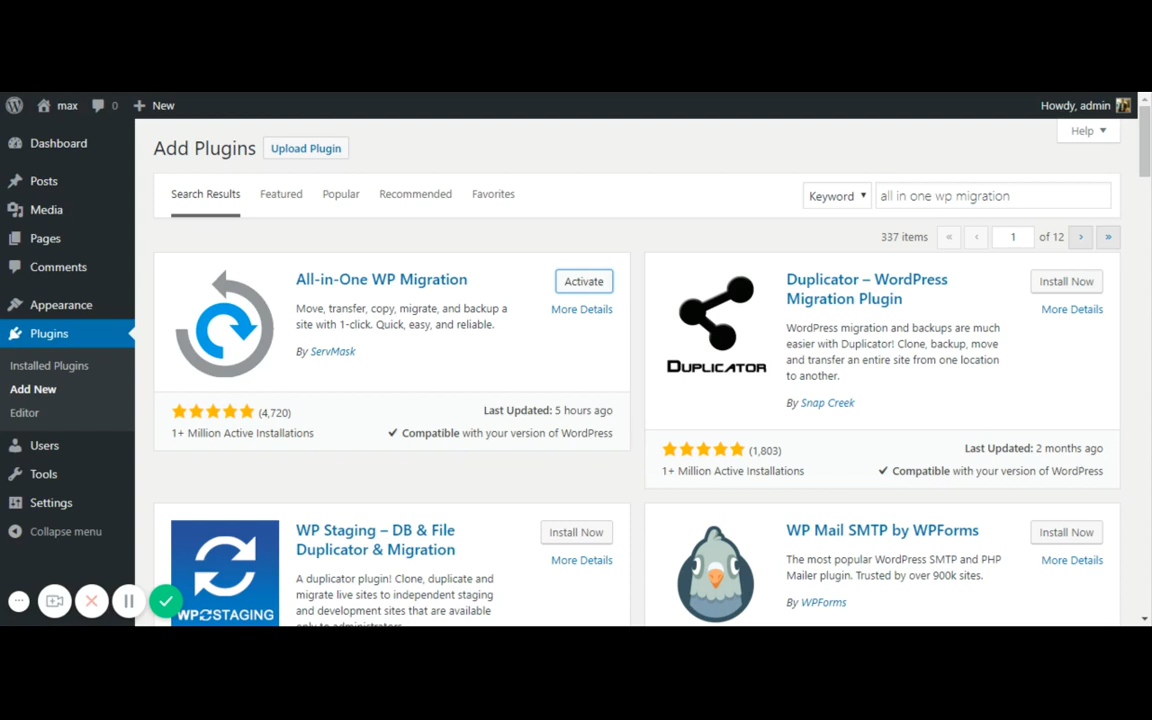 max
0
New
Howdy, admin
Help
Dashboard
Posts
Media
Pages
Comments
Appearance
Plugins
Installed Plugins
Add New
Editor
Users
Tools
Settings
Collapse menu
Add Plugins
Upload Plugin
Search Results
Featured
Popular
Recommended
Favorites
Keyword
all in one wp migration
337 items
«
‹
1
of 12
›
»
All-in-One WP Migration
Activate
More Details
Move, transfer, copy, migrate, and backup a
site with 1-click. Quick, easy, and reliable.
By ServMask
(4,720)
1+ Million Active Installations
Last Updated: 5 hours ago
Compatible with your version of WordPress
DUPLICATOR
Duplicator – WordPress
Migration Plugin
Install Now
More Details
WordPress migration and backups are much
easier with Duplicator! Clone, backup, move
and transfer an entire site from one location
to another.
By Snap Creek
(1,803)
1+ Million Active Installations
Last Updated: 2 months ago
Compatible with your version of WordPress
WP STAGING
WP Staging – DB & File
Duplicator & Migration
Install Now
More Details
A duplicator plugin! Clone, duplicate and
migrate live sites to independent staging
and development sites that are available
only to administrators.
WP Mail SMTP by WPForms
Install Now
More Details
The most popular WordPress SMTP and PHP
Mailer plugin. Trusted by over 900k sites.
By WPForms